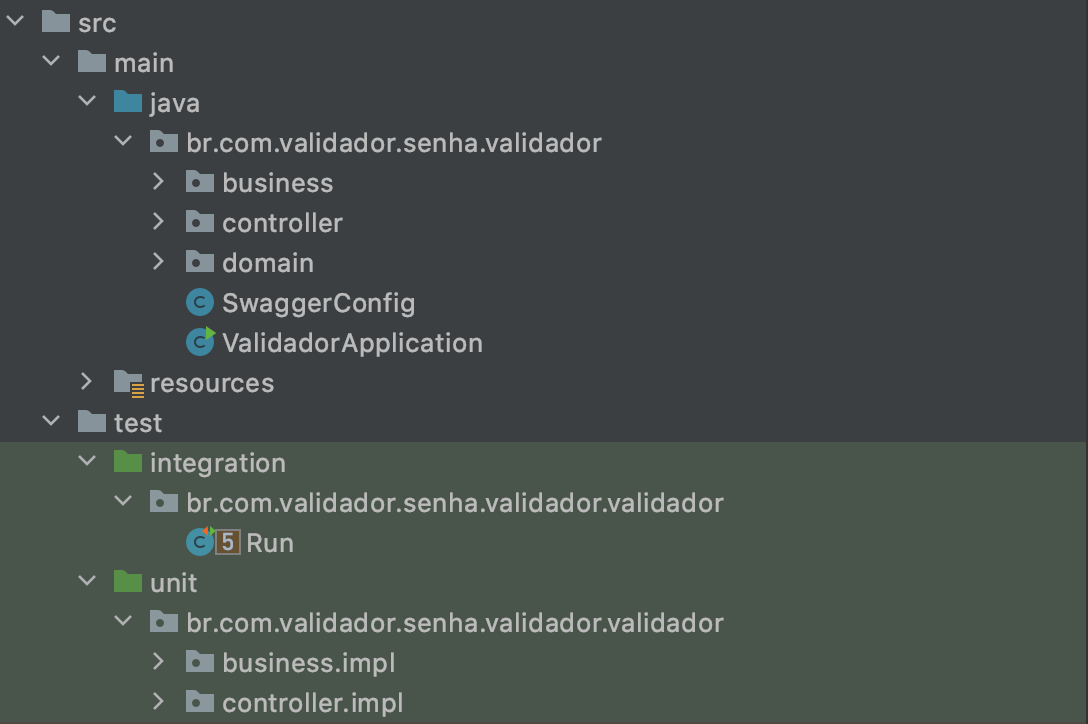 src
main
java
br.com.validador.senha.validador
business
controller
domain
C SwaggerConfig
C ValidadorApplication
resources
test
integration
br.com.validador.senha.validador.validador
C 5 Run
unit
br.com.validador.senha.validador.validador
business.impl
controller.impl